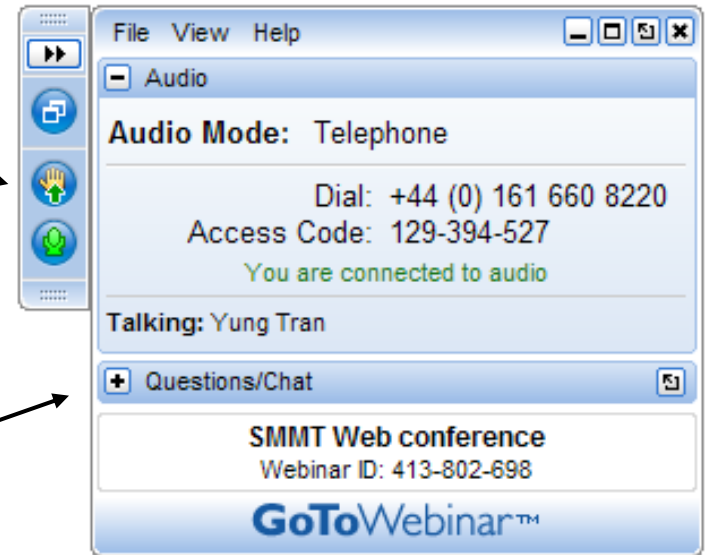 File View Help
Audio
Audio Mode: Telephone
Dial: +44 (0) 161 660 8220
Access Code: 129-394-527
You are connected to audio
Talking: Yung Tran
Questions/Chat
SMMT Web conference
Webinar ID: 413-802-698
GoToWebinar™